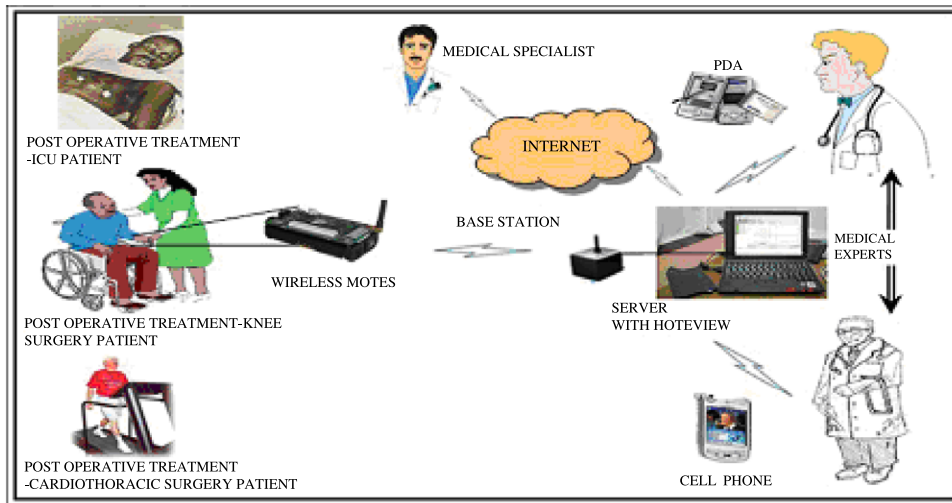 MEDICAL SPECIALIST
PDA
POST OPERATIVE TREATMENT
-ICU PATIENT
INTERNET
BASE STATION
WIRELESS MOTES
MEDICAL
EXPERTS
SERVER
WITH HOTEVIEW
POST OPERATIVE TREATMENT-KNEE
SURGERY PATIENT
POST OPERATIVE TREATMENT
-CARDIOTHORACIC SURGERY PATIENT
CELL PHONE